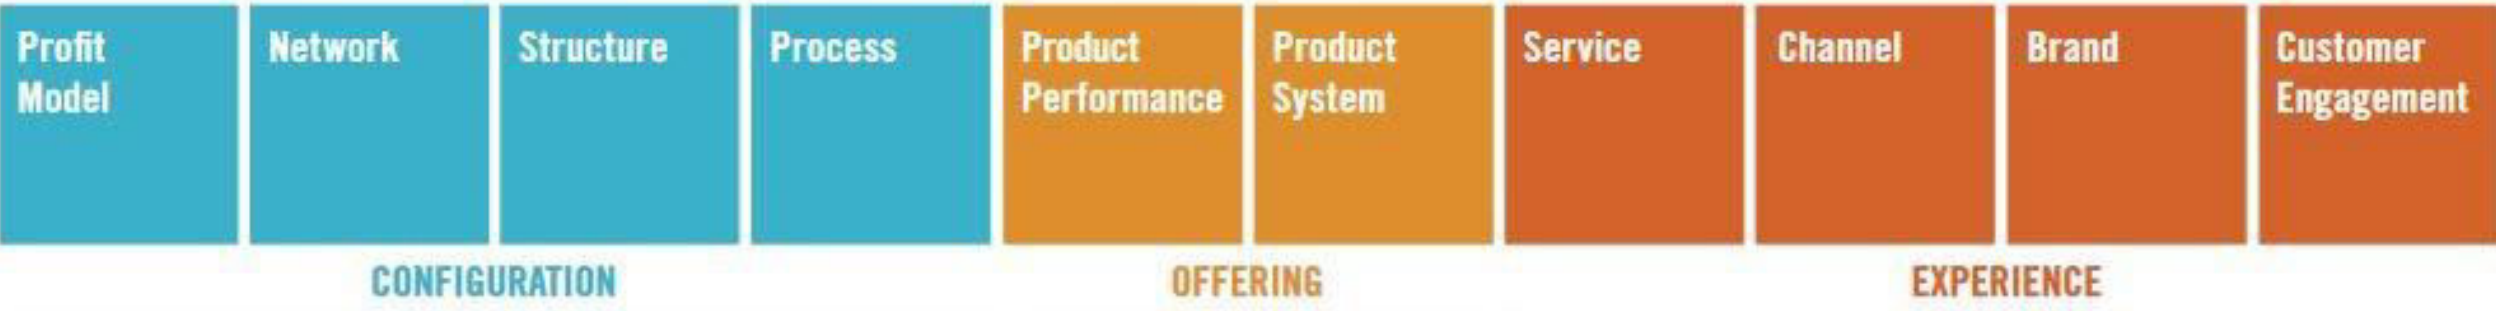 Profit
Model
Network
Structure
Process
Product
Performance
Product
System
Service
Channel
Brand
Customer
Engagement
CONFIGURATION
OFFERING
EXPERIENCE